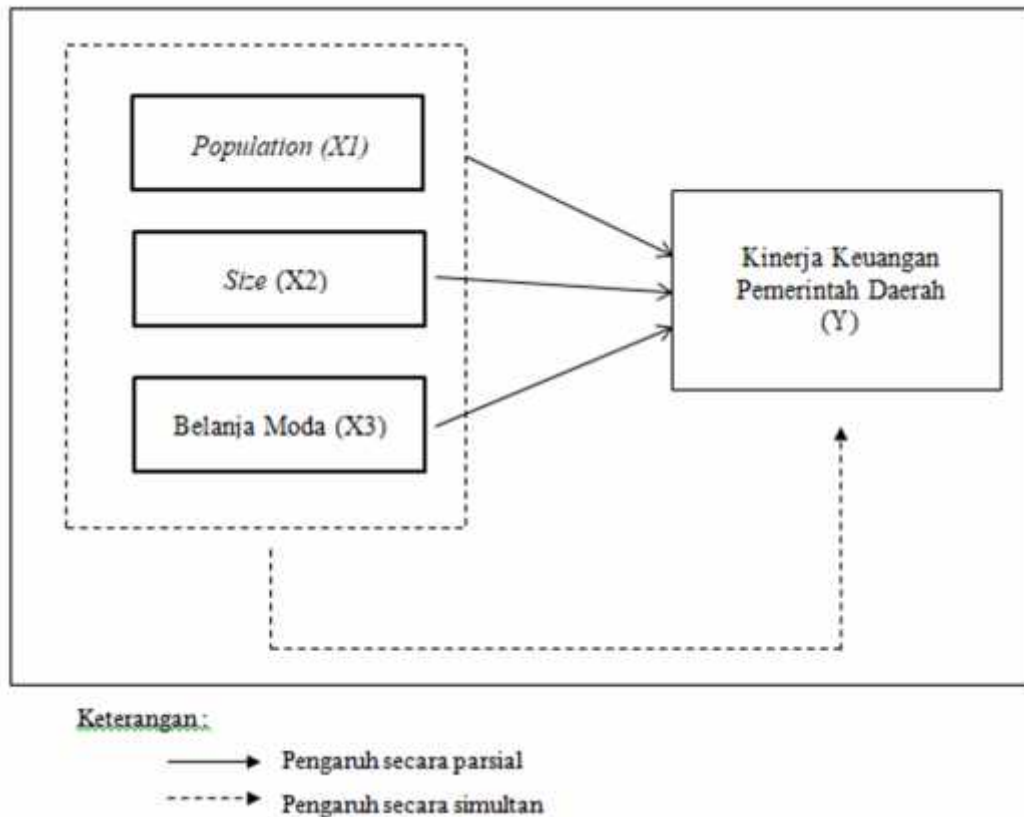 Population (X1)
Size (X2)
Belanja Moda (X3)
Kinerja Keuangan
Pemerintah Daerah
(Y)
Keterangan :
Pengaruh secara parsial
Pengaruh secara simultan